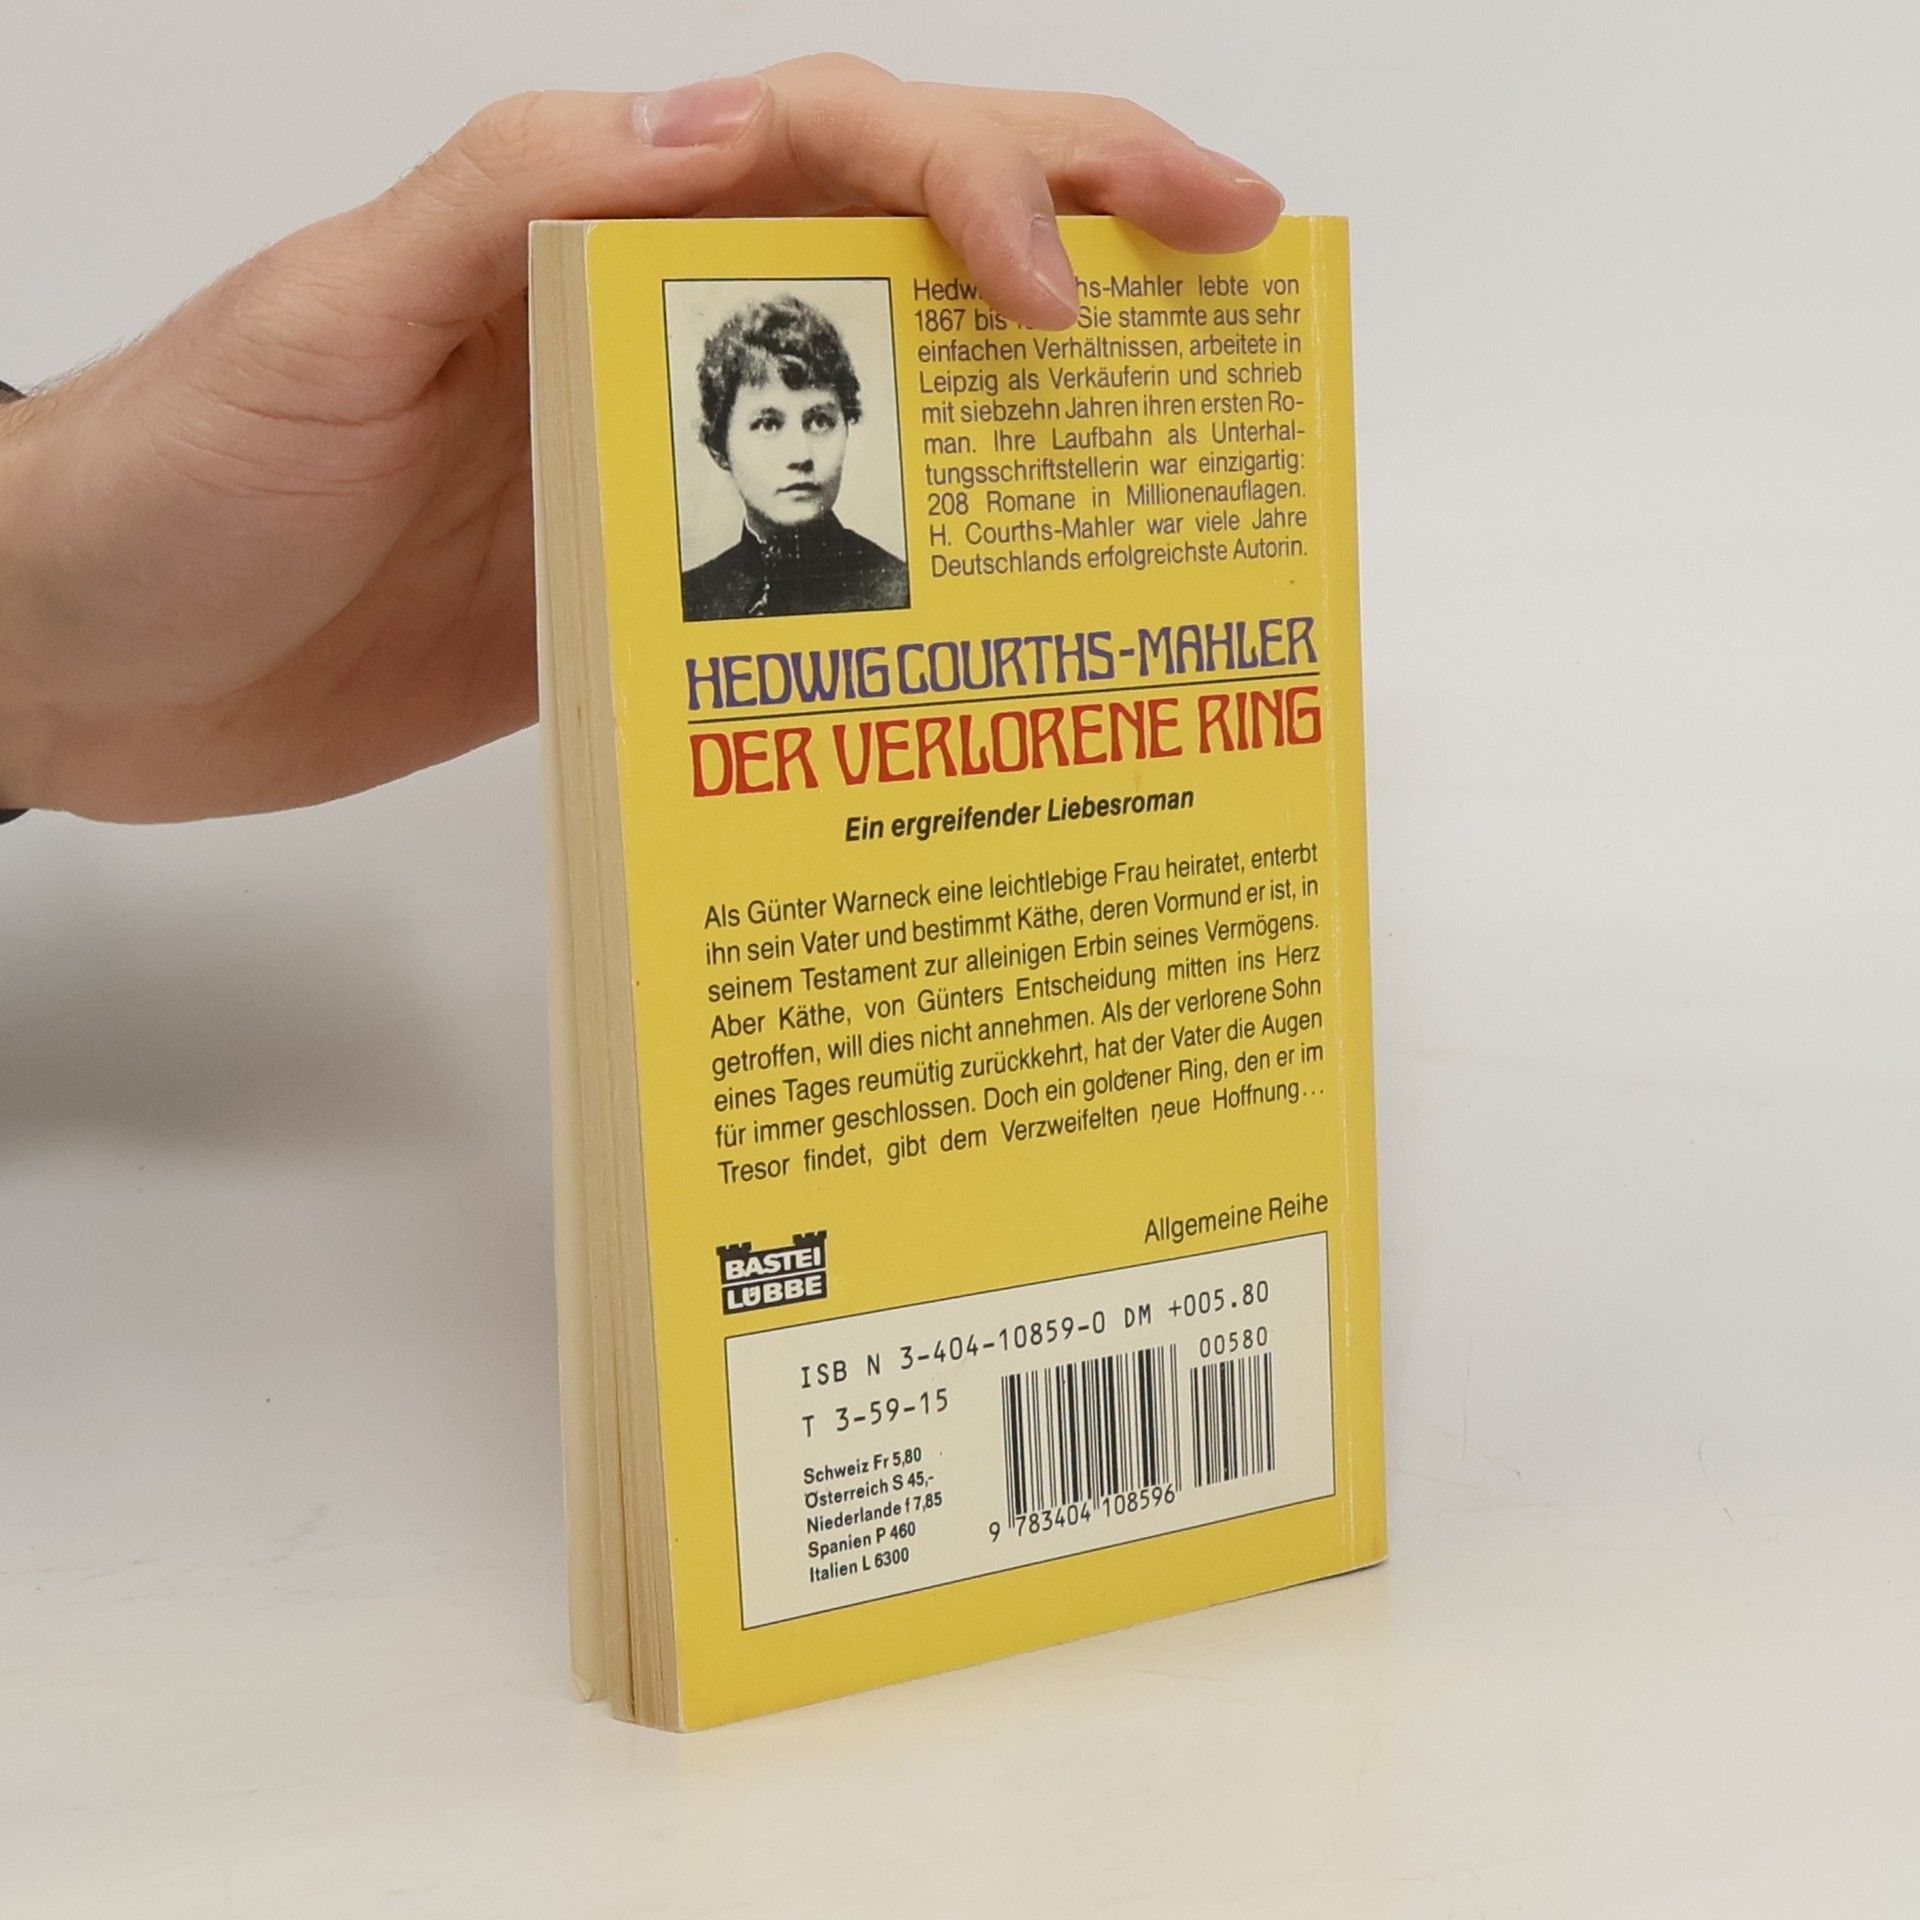 lebte von
1867 bis Sie stammte aus sehr
einfachen Verhältnissen, arbeitete in
Leipzig als Verkäuferin und schrieb
mit siebzehn Jahren ihren ersten Ro-
man. Ihre Laufbahn als Unterhal-
tungsschriftstellerin war einzigartig:
208 Romane in Millionenauflagen.
H. Courths-Mahler war viele Jahre
Deutschlands erfolgreichste Autorin.
HEDWIG COURTHS-MAHLER
DER VERLORENE RING
Ein ergreifender Liebesroman
Als Günter Warneck eine leichtlebige Frau heiratet, enterbt
ihn sein Vater und bestimmt Käthe, deren Vormund er ist, in
seinem Testament zur alleinigen Erbin seines Vermögens.
Aber Käthe, von Günters Entscheidung mitten ins Herz
getroffen, will dies nicht annehmen. Als der verlorene Sohn
eines Tages reumütig zurückkehrt, hat der Vater die Augen
für immer geschlossen. Doch ein goldener Ring, den er im
Tresor findet, gibt dem Verzweifelten neue Hoffnung...
Allgemeine Reihe
BASTEI
LÜBBE
ISB N 3-404-10859-0 DM +005.80
00580
T 3-59-15
Schweiz Fr 5,80
Österreich S 45,-
Niederlande f 7,85
Spanien P 460
Italien L 6300
9 783404 108596